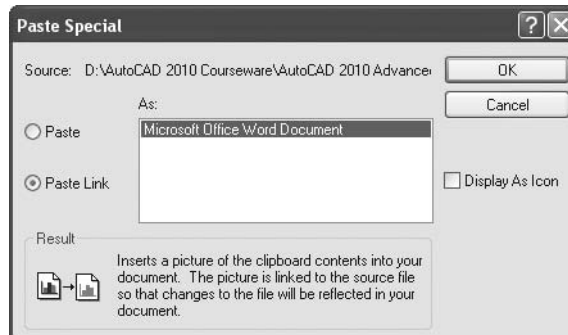 Paste Special
Source: D:\AutoCAD 2010 Courseware\AutoCAD 2010 Advance
OK
As:
Cancel
Paste
Microsoft Office Word Document
Paste Link
Display As Icon
Result
Inserts a picture of the clipboard contents into your
document. The picture is linked to the source file
so that changes to the file will be reflected in your
document.